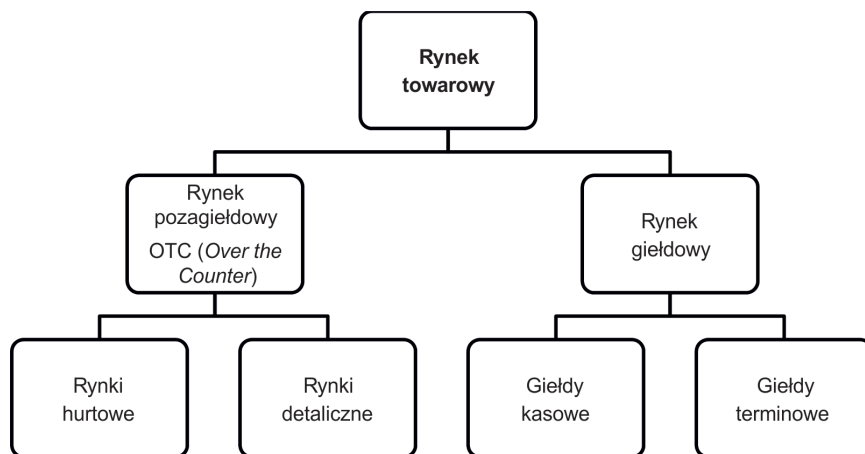 Rynek
towarowy
Rynek
pozagiełdowy
OTC (Over the
Counter)
Rynek
giełdowy
Rynki
hurtowe
Rynki
detaliczne
Giełdy
kasowe
Giełdy
terminowe